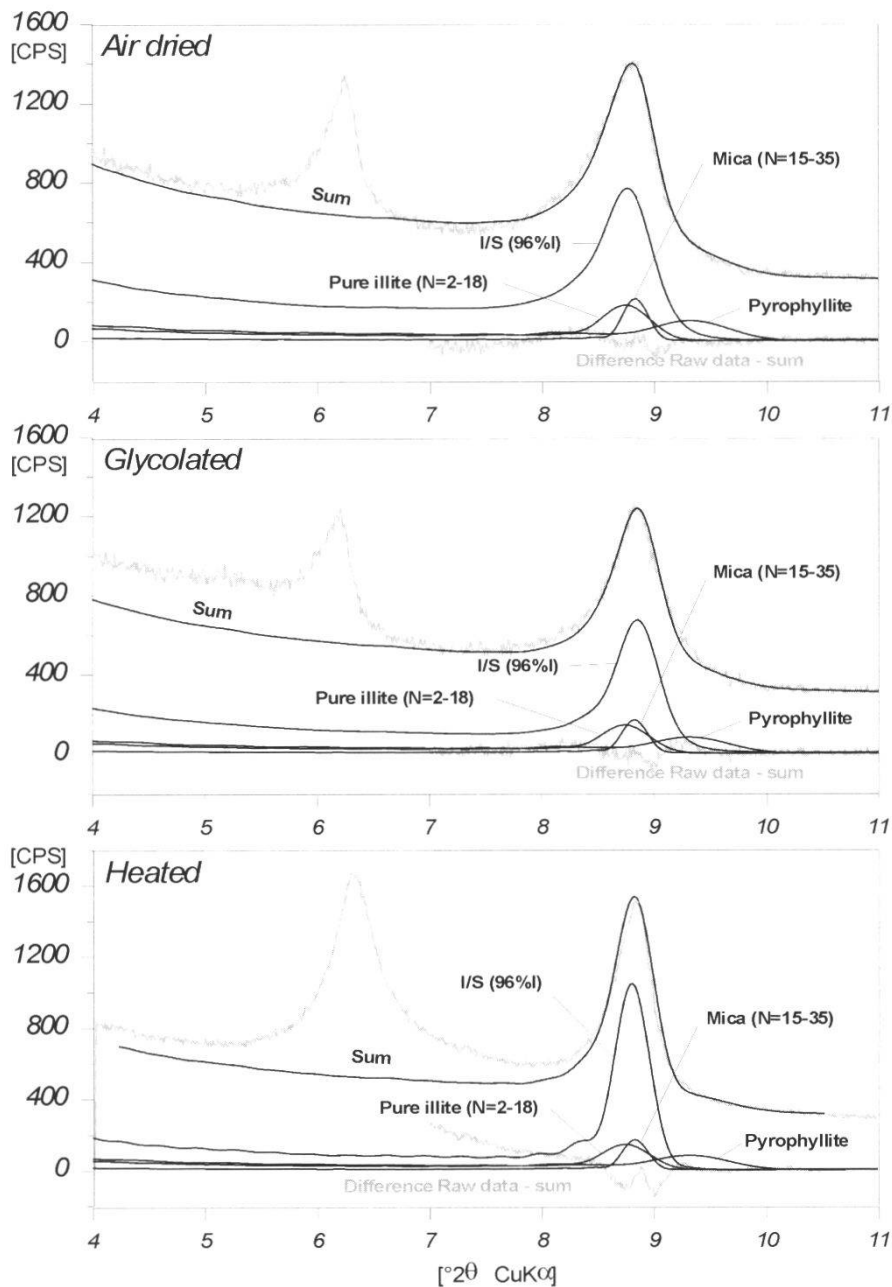 1600
[CPS]
Air dried
1200
Mica (N=15-35)
800
Sum
I/S (96%I)
400
Pure illite (N=2-18)
Pyrophyllite
0
Difference Raw data - sum
4 5 6 7 8 9 10 11
1600
[CPS]
Glycolated
1200
Mica (N=15-35)
800
Sum
I/S (96%I)
400
Pure illite (N=2-18)
Pyrophyllite
0
Difference Raw data - sum
4 5 6 7 8 9 10 11
[CPS]
Heated
1600
I/S (96%I)
1200
Mica (N=15-35)
800
Sum
400
Pure illite (N=2-18)
Pyrophyllite
0
Difference Raw data - sum
4 5 6 7 8 9 10 11
[°2θ CuKα]